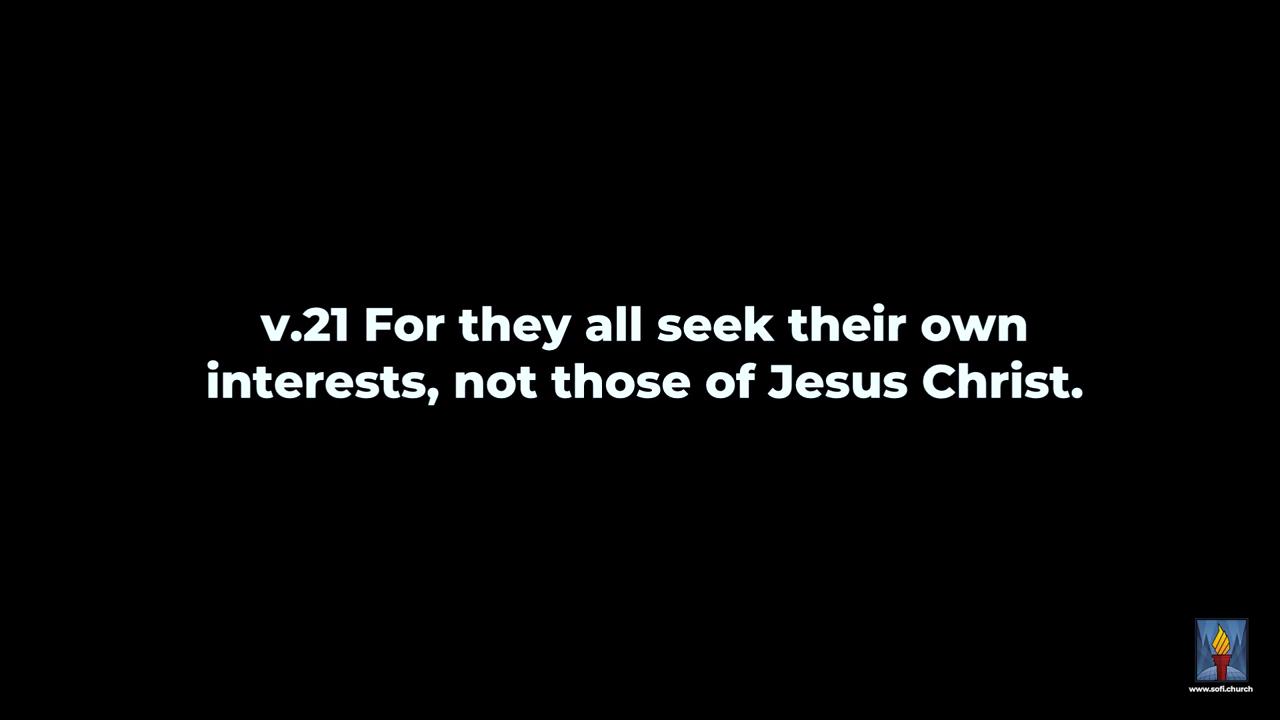 v.21 For they all seek their own
interests, not those of Jesus Christ.
www.sofi.church